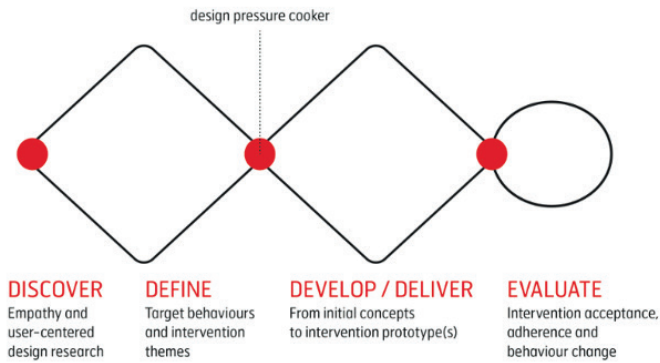 design pressure cooker
DISCOVER
Empathy and
user-centered
design research
DEFINE
Target behaviours
and intervention
themes
DEVELOP / DELIVER
From initial concepts
to intervention prototype(s)
EVALUATE
Intervention acceptance,
adherence and
behaviour change